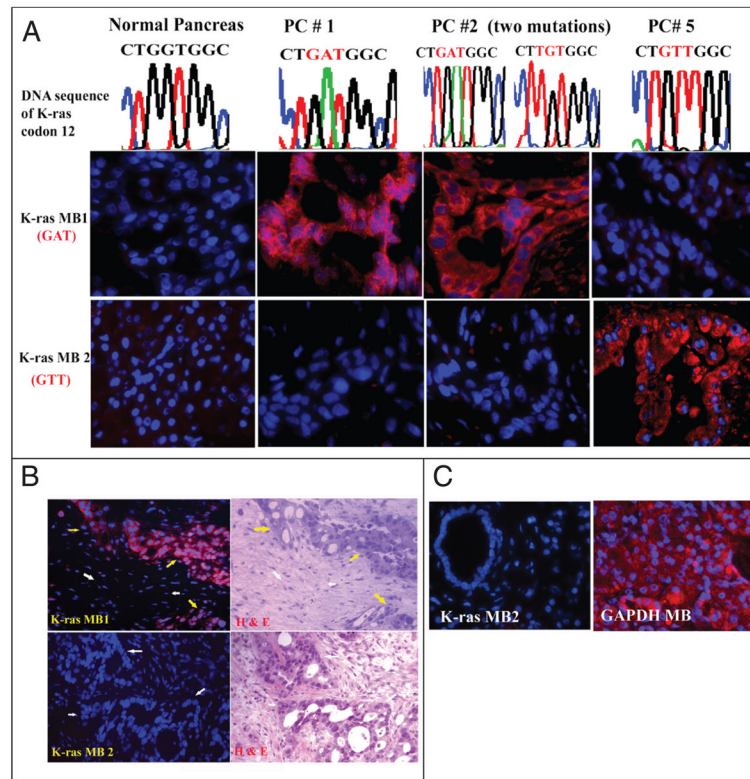 A
Normal Pancreas
PC # 1
PC #2 (two mutations)
PC# 5
CTGGTGGC
CTGATGGC
CTGATGGC
CTTGTGGC
CTGTTGGC
DNA sequence
of K-ras
codon 12
K-ras MB1
(GAT)
K-ras MB 2
(GTT)
B
K-ras MB1
H & E
K-ras MB 2
H & E
C
K-ras MB2
GAPDH MB